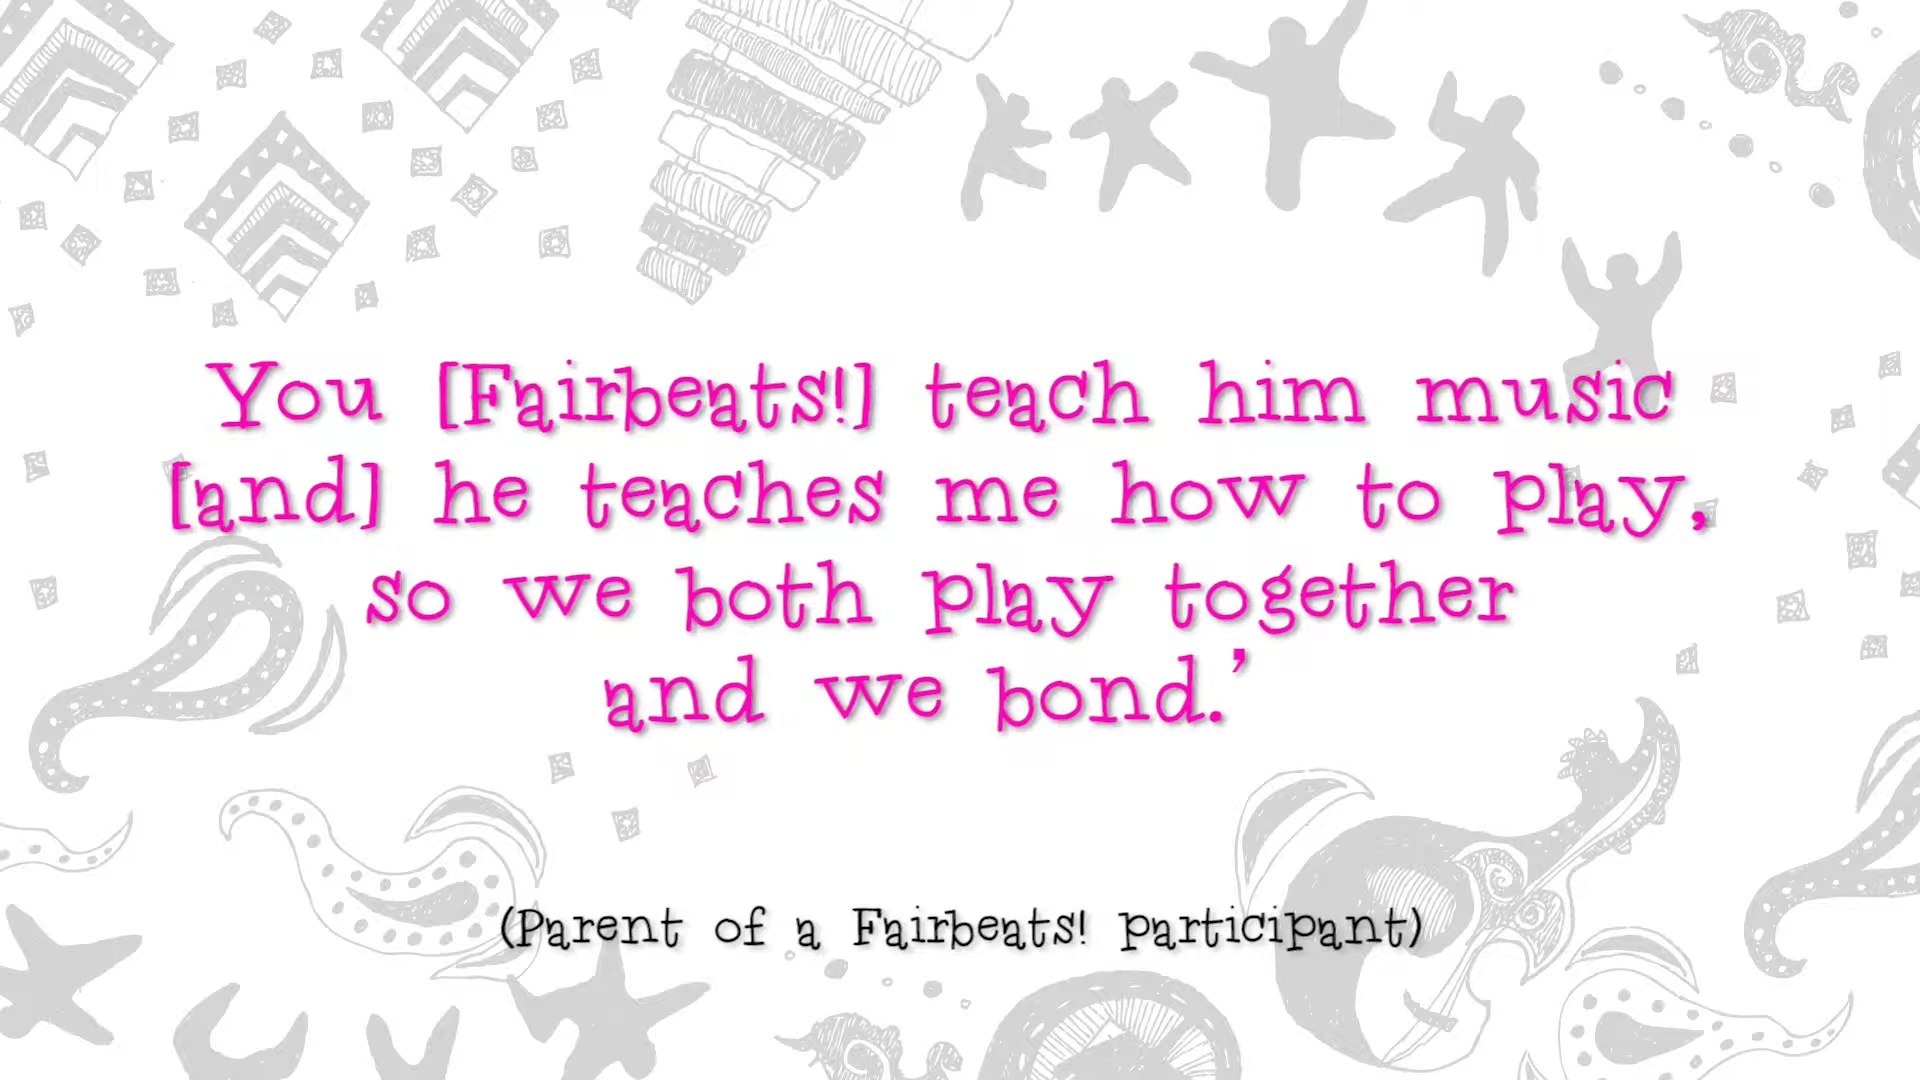 You [Fairbeats!] teach him music
[and] he teaches me how to play,
so we both play together
and we bond.’
(Parent of a Fairbeats! participant)